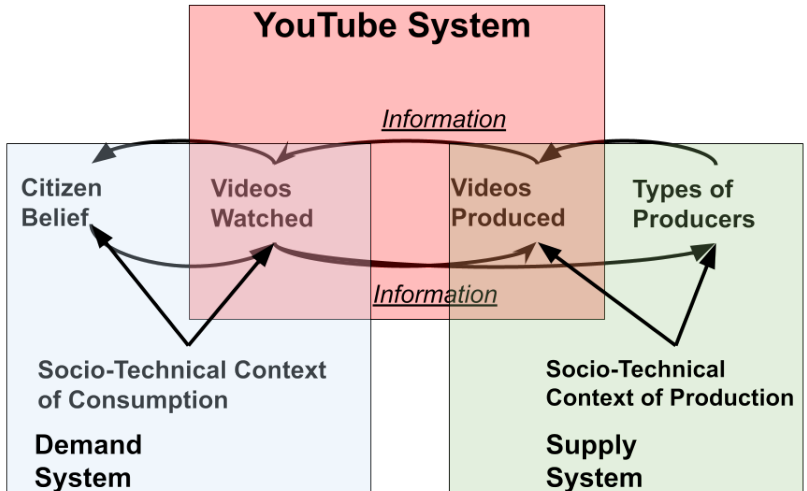 YouTube System
Information
Citizen
Belief
Videos
Watched
Videos
Produced
Types of
Producers
Information
Socio-Technical Context
of Consumption
Socio-Technical
Context of Production
Demand
System
Supply
System